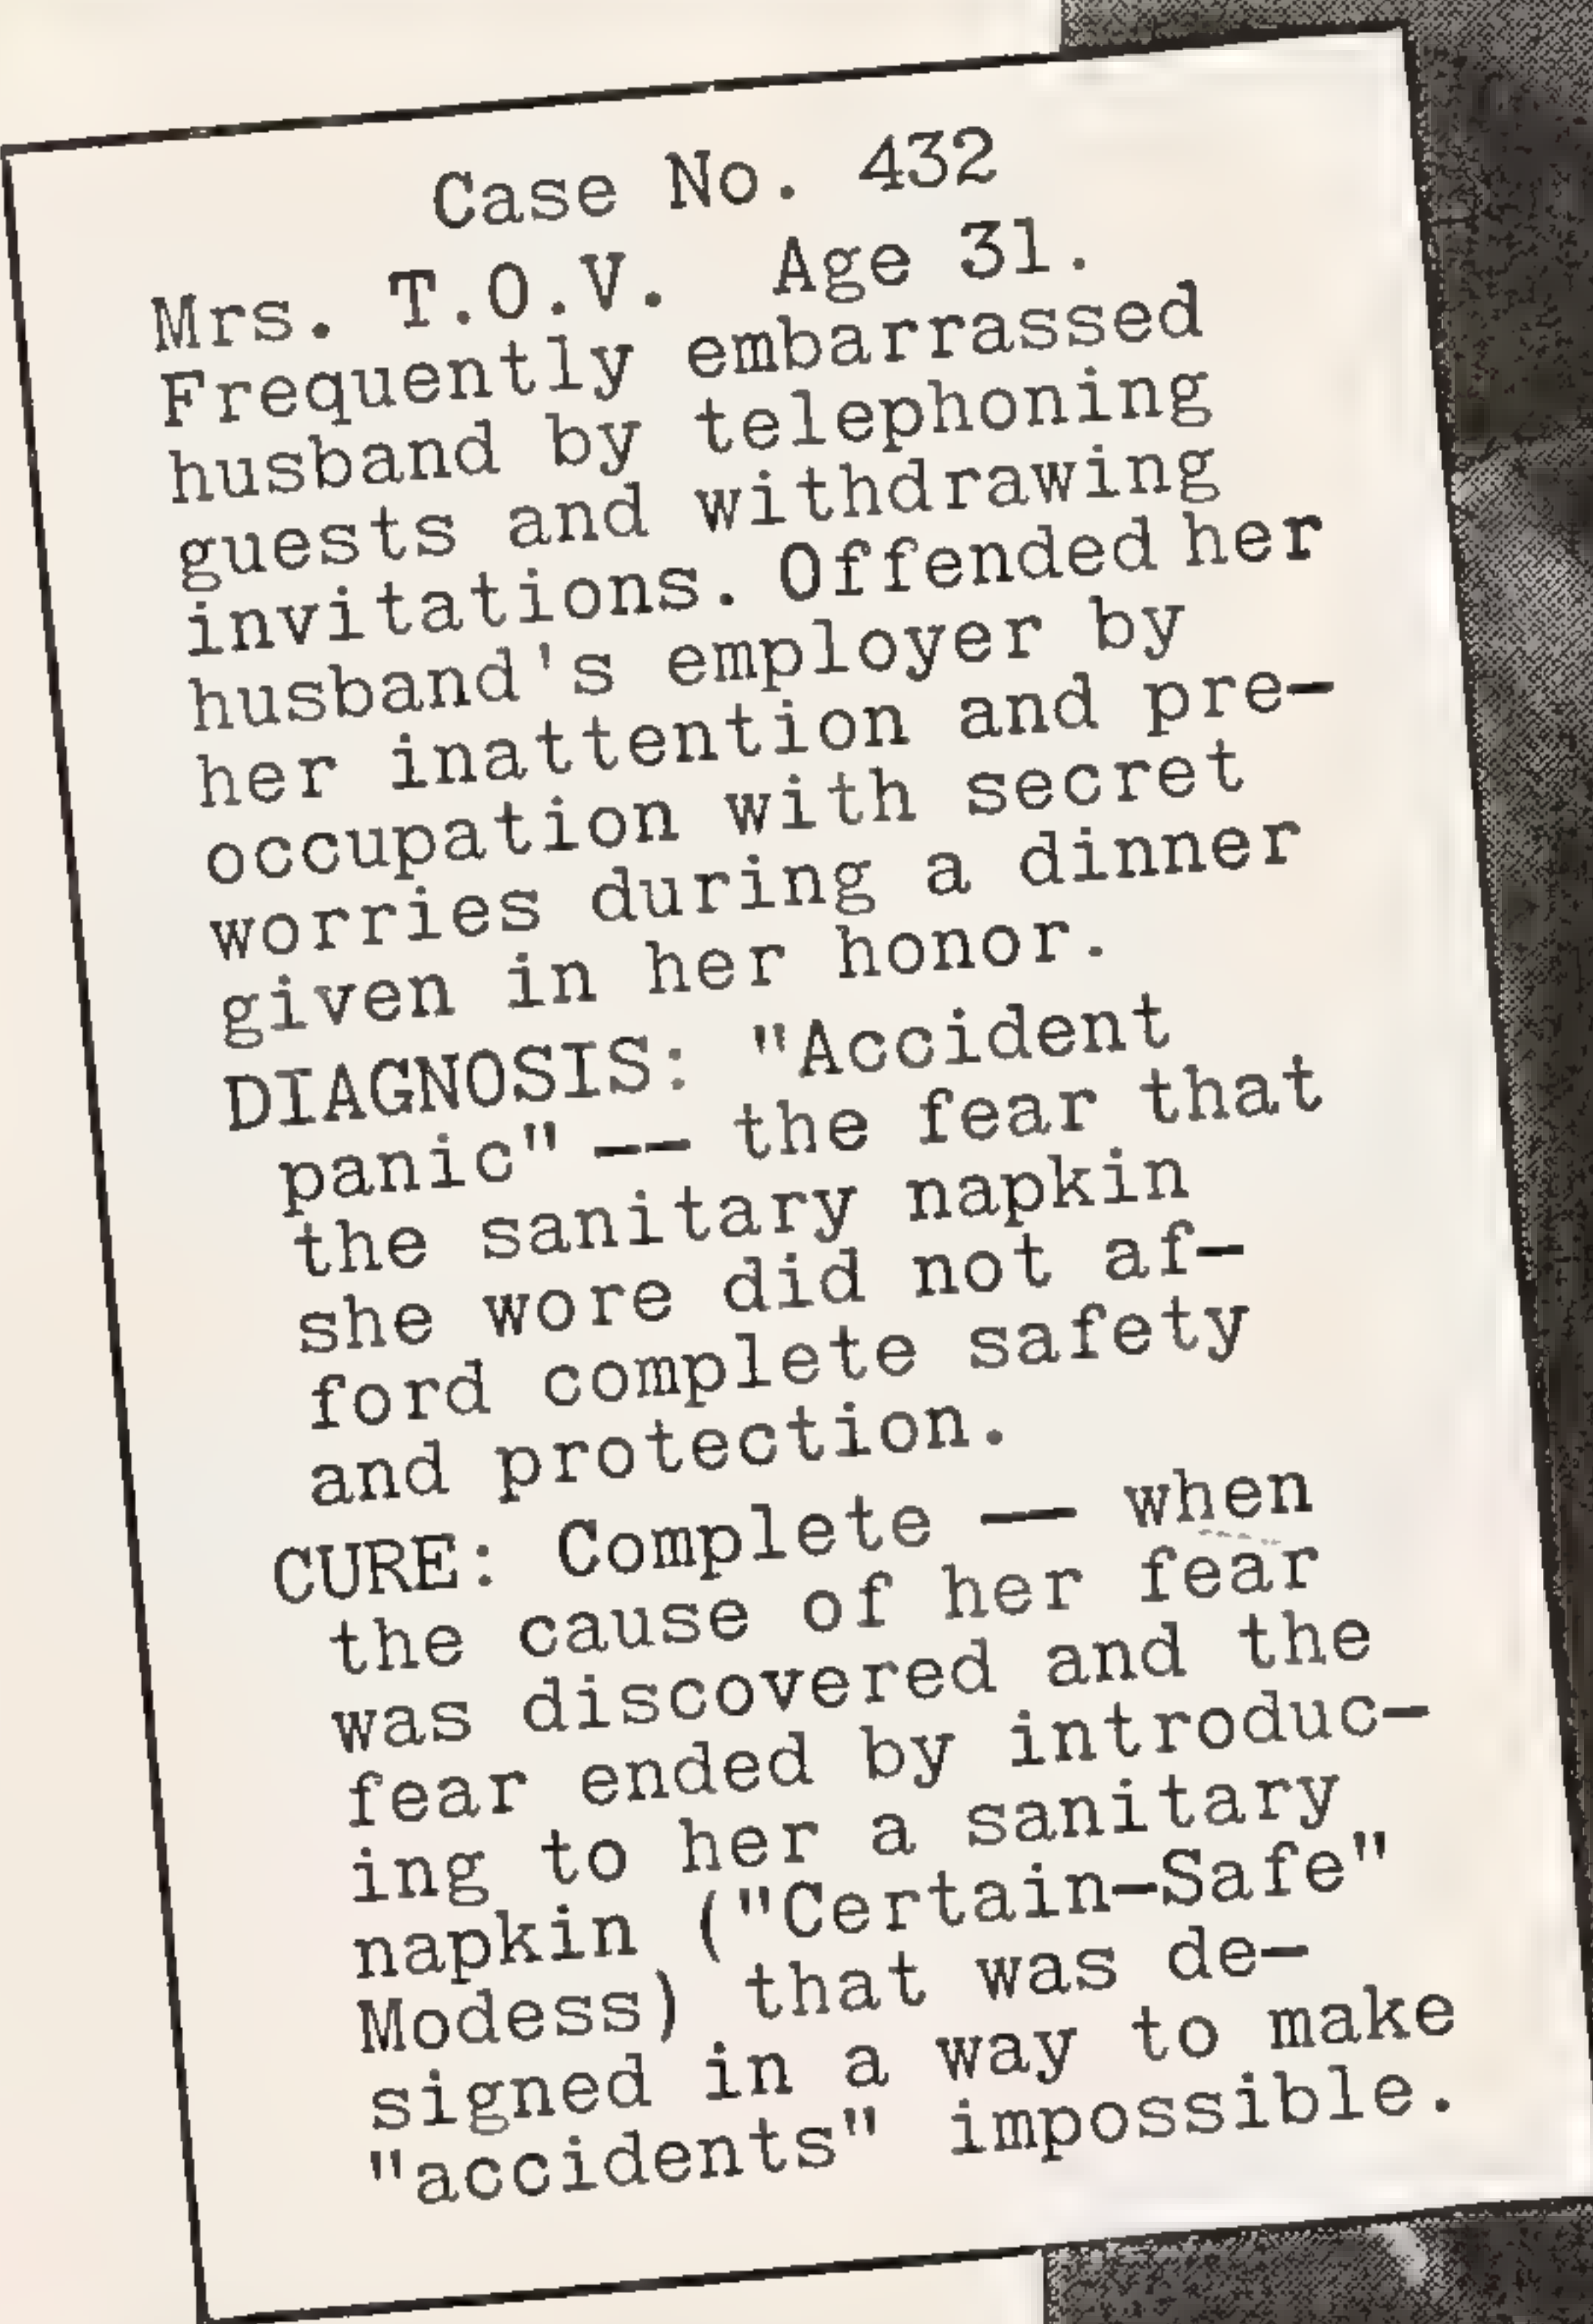 Case No. 432
Mrs. T.O.V. Age 31.
Frequently embarrassed
husband by telephoning
guests and withdrawing
invitations. Offended her
husband's employer by
her inattention and pre-
occupation with secret
worries during a dinner
given in her honor.
DIAGNOSIS: "Accident
panic" -- the fear that
the sanitary napkin
she wore did not af-
ford complete safety
and protection.
CURE: Complete -- when
the cause of her fear
was discovered and the
fear ended by introduc-
ing to her a sanitary
napkin ("Certain-Safe"
Modess) that was de-
signed in a way to make
"accidents" impossible.